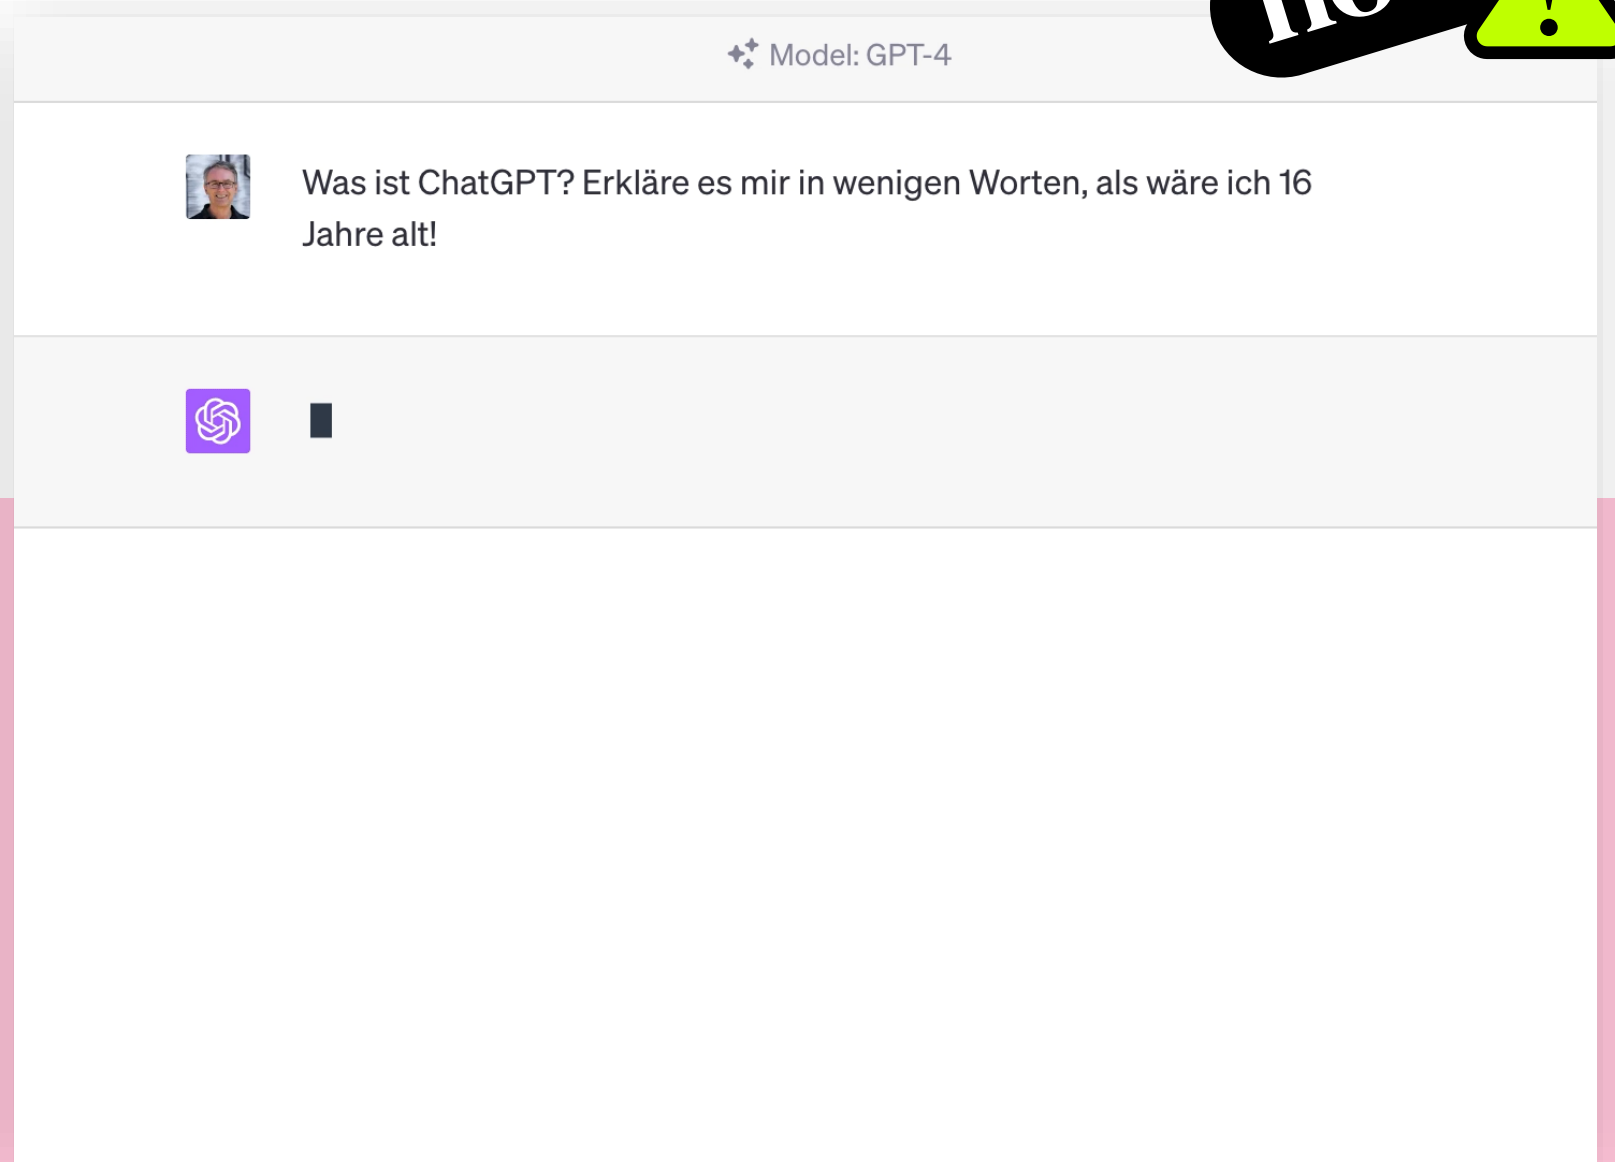 Model: GPT-4
Was ist ChatGPT? Erkläre es mir in wenigen Worten, als wäre ich 16
Jahre alt!